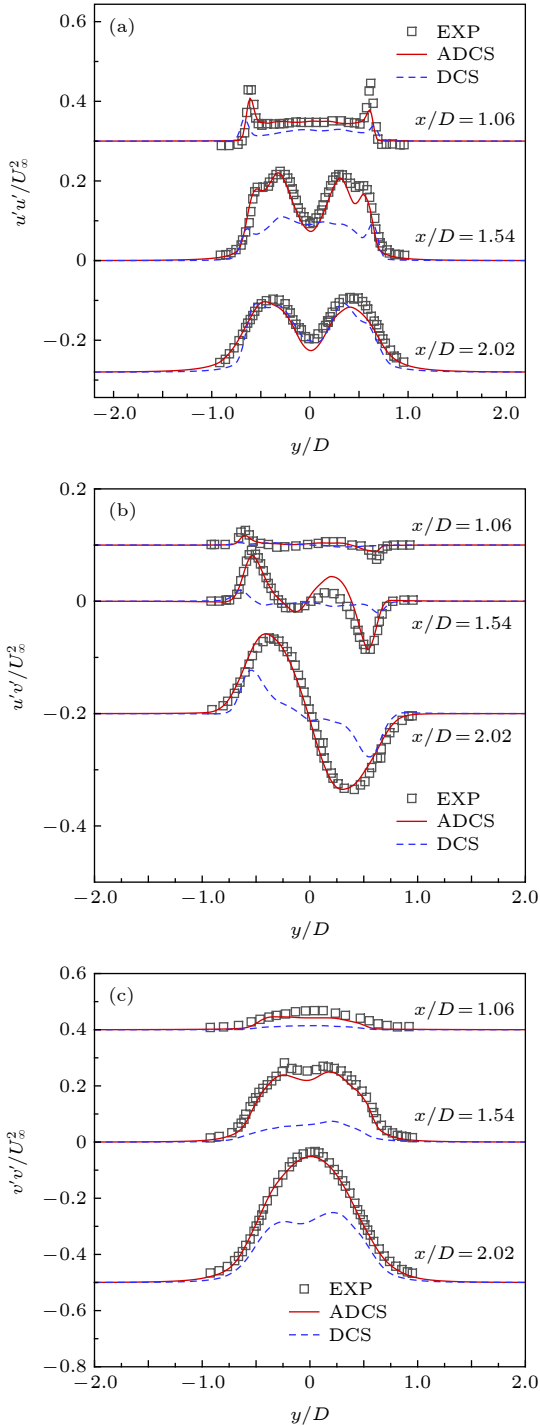 (a)
0.6
0.4
0.2
0
−0.2
u′u′/U²∞
EXP
ADCS
DCS
x/D=1.06
x/D=1.54
x/D=2.02
−2.0 −1.0 0 1.0 2.0
y/D
(b)
0.2
0
−0.2
−0.4
u′v′/U²∞
x/D=1.06
x/D=1.54
x/D=2.02
EXP
ADCS
DCS
−2.0 −1.0 0 1.0 2.0
y/D
(c)
0.6
0.4
0.2
0
−0.2
−0.4
−0.6
−0.8
v′v′/U²∞
x/D=1.06
x/D=1.54
x/D=2.02
EXP
ADCS
DCS
−2.0 −1.0 0 1.0 2.0
y/D